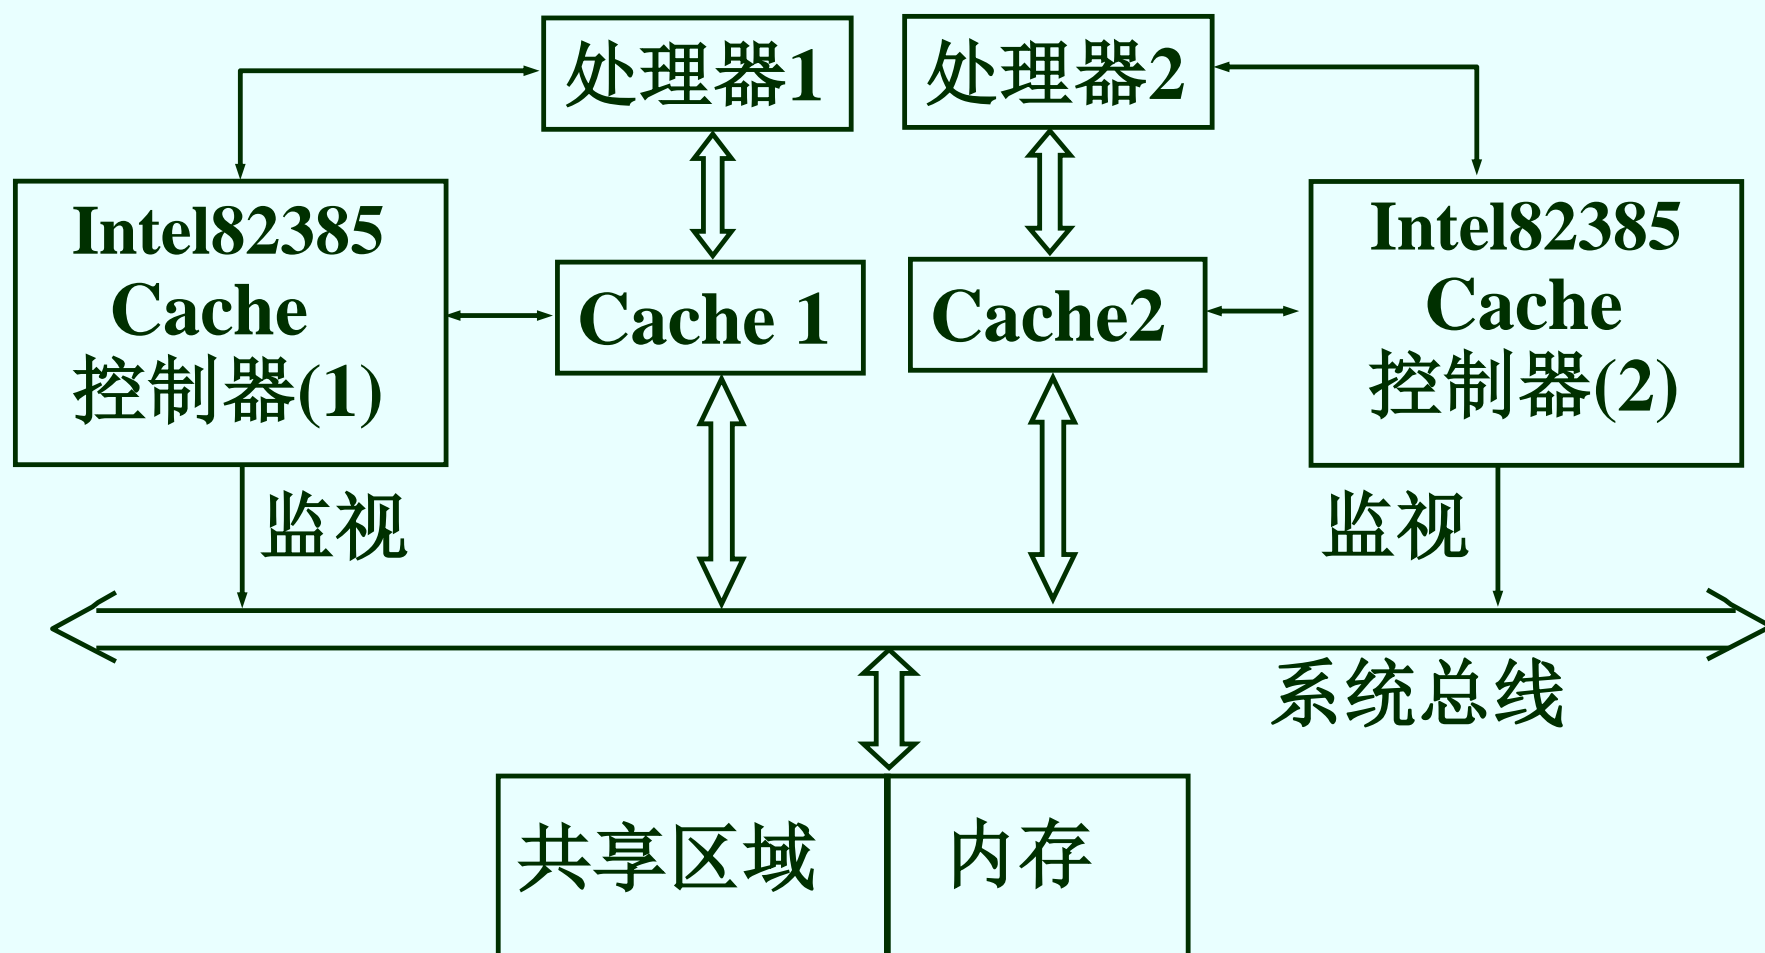 处理器1
处理器2
Intel82385
Cache
控制器(1)
Cache 1
Cache2
Intel82385
Cache
控制器(2)
监视
监视
系统总线
共享区域
内存